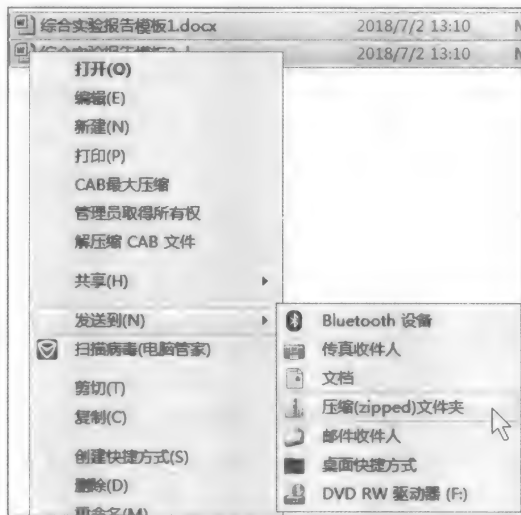 综合实验报告模板1.docx 2018/7/2 13:10
2018/7/2 13:10
打开(O)
编辑(E)
新建(N)
打印(P)
CAB最大压缩
管理员取得所有权
解压缩 CAB 文件
共享(H)
发送到(N)
扫描病毒(电脑管家)
剪切(T)
复制(C)
创建快捷方式(S)
删除(D)
重命名(M)
Bluetooth 设备
传真收件人
文档
压缩(zipped)文件夹
邮件收件人
桌面快捷方式
DVD RW 驱动器 (F:)